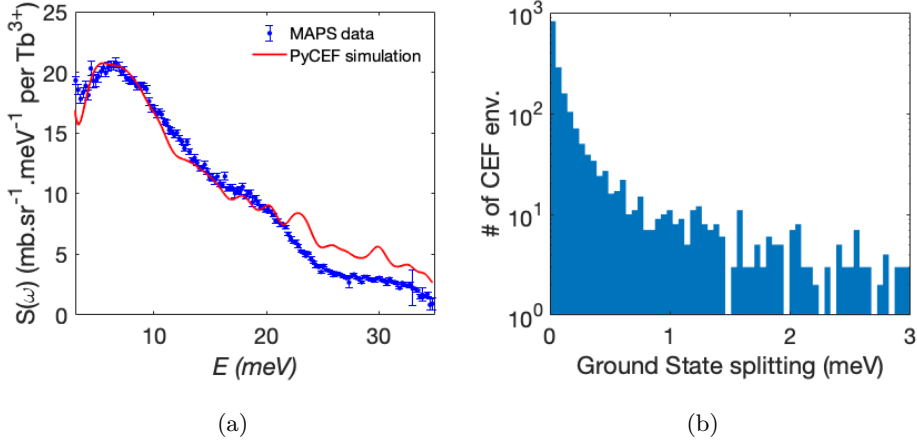 MAPS data
PyCEF simulation
S(ω) (mb.sr⁻¹.meV⁻¹ per Tb³⁺)
25
20
15
10
5
0
10 20 30
E (meV)
(a)
# of CEF env.
10³
10²
10¹
10⁰
0 1 2 3
Ground State splitting (meV)
(b)